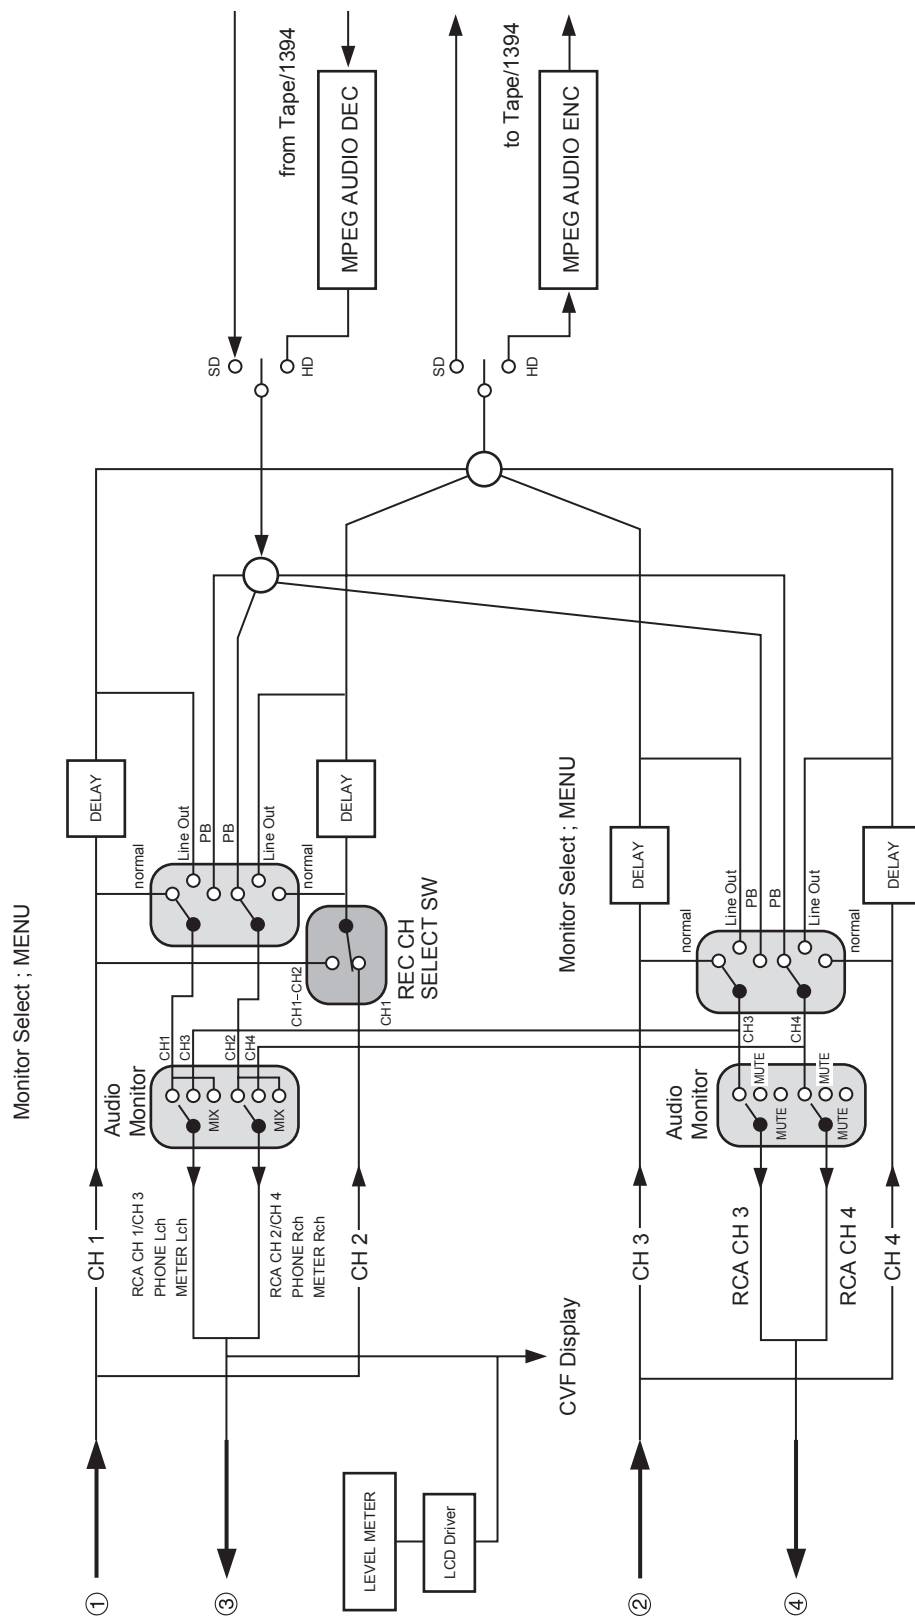 Monitor Select ; MENU
from Tape/1394
MPEG AUDIO DEC
to Tape/1394
MPEG AUDIO ENC
SD
HD
SD
HD
DELAY
DELAY
normal
Line Out
PB
PB
Line Out
normal
REC CH
SELECT SW
CH1–CH2
CH1
Audio
Monitor
CH1
CH3
CH2
CH4
MIX
MIX
CH 1
RCA CH 1/CH 3
PHONE Lch
METER Lch
RCA CH 2/CH 4
PHONE Rch
METER Rch
CH 2
CVF Display
LEVEL METER
LCD Driver
①
③
Monitor Select ; MENU
DELAY
DELAY
normal
Line Out
PB
PB
Line Out
normal
CH3
CH4
Audio
Monitor
MUTE
MUTE
MUTE
MUTE
CH 3
RCA CH 3
RCA CH 4
CH 4
②
④